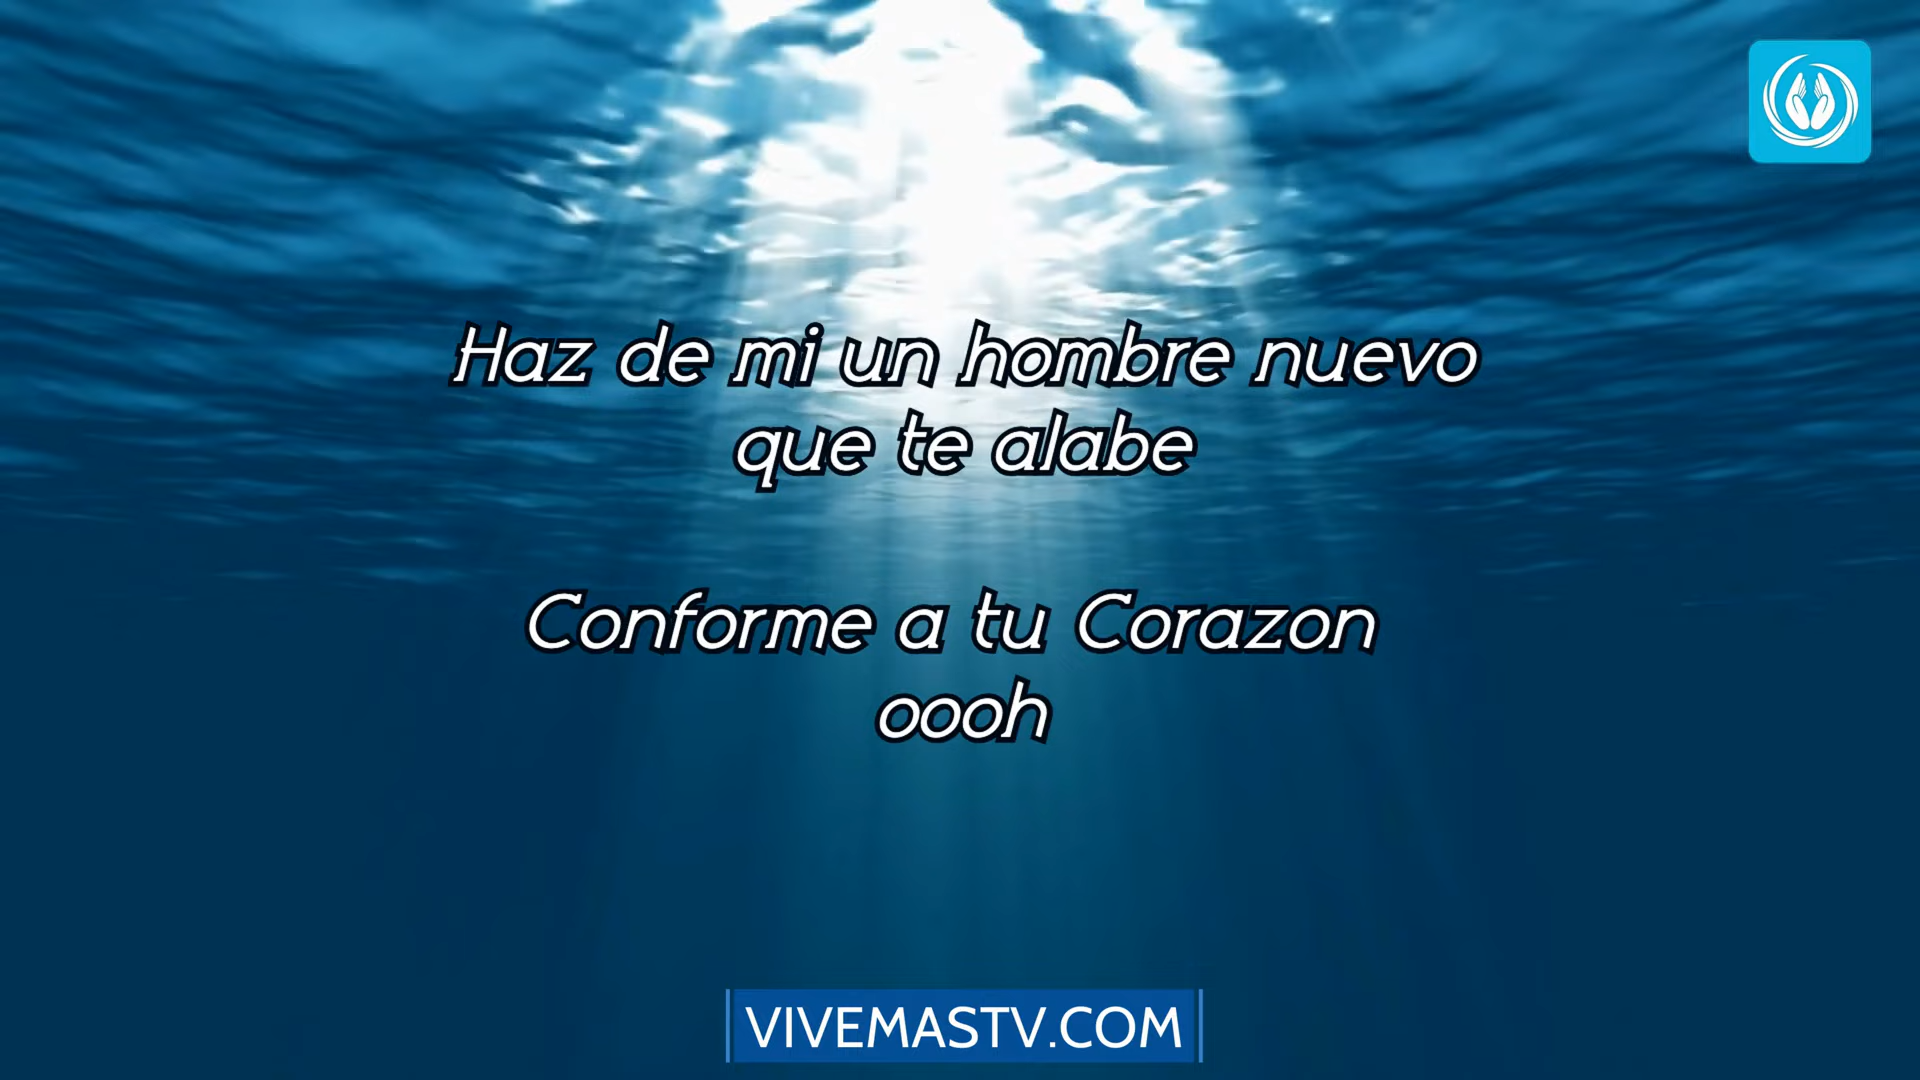 Haz de mi un hombre nuevo
que te alabe
Conforme a tu Corazon
oooh
VIVEMASTV.COM